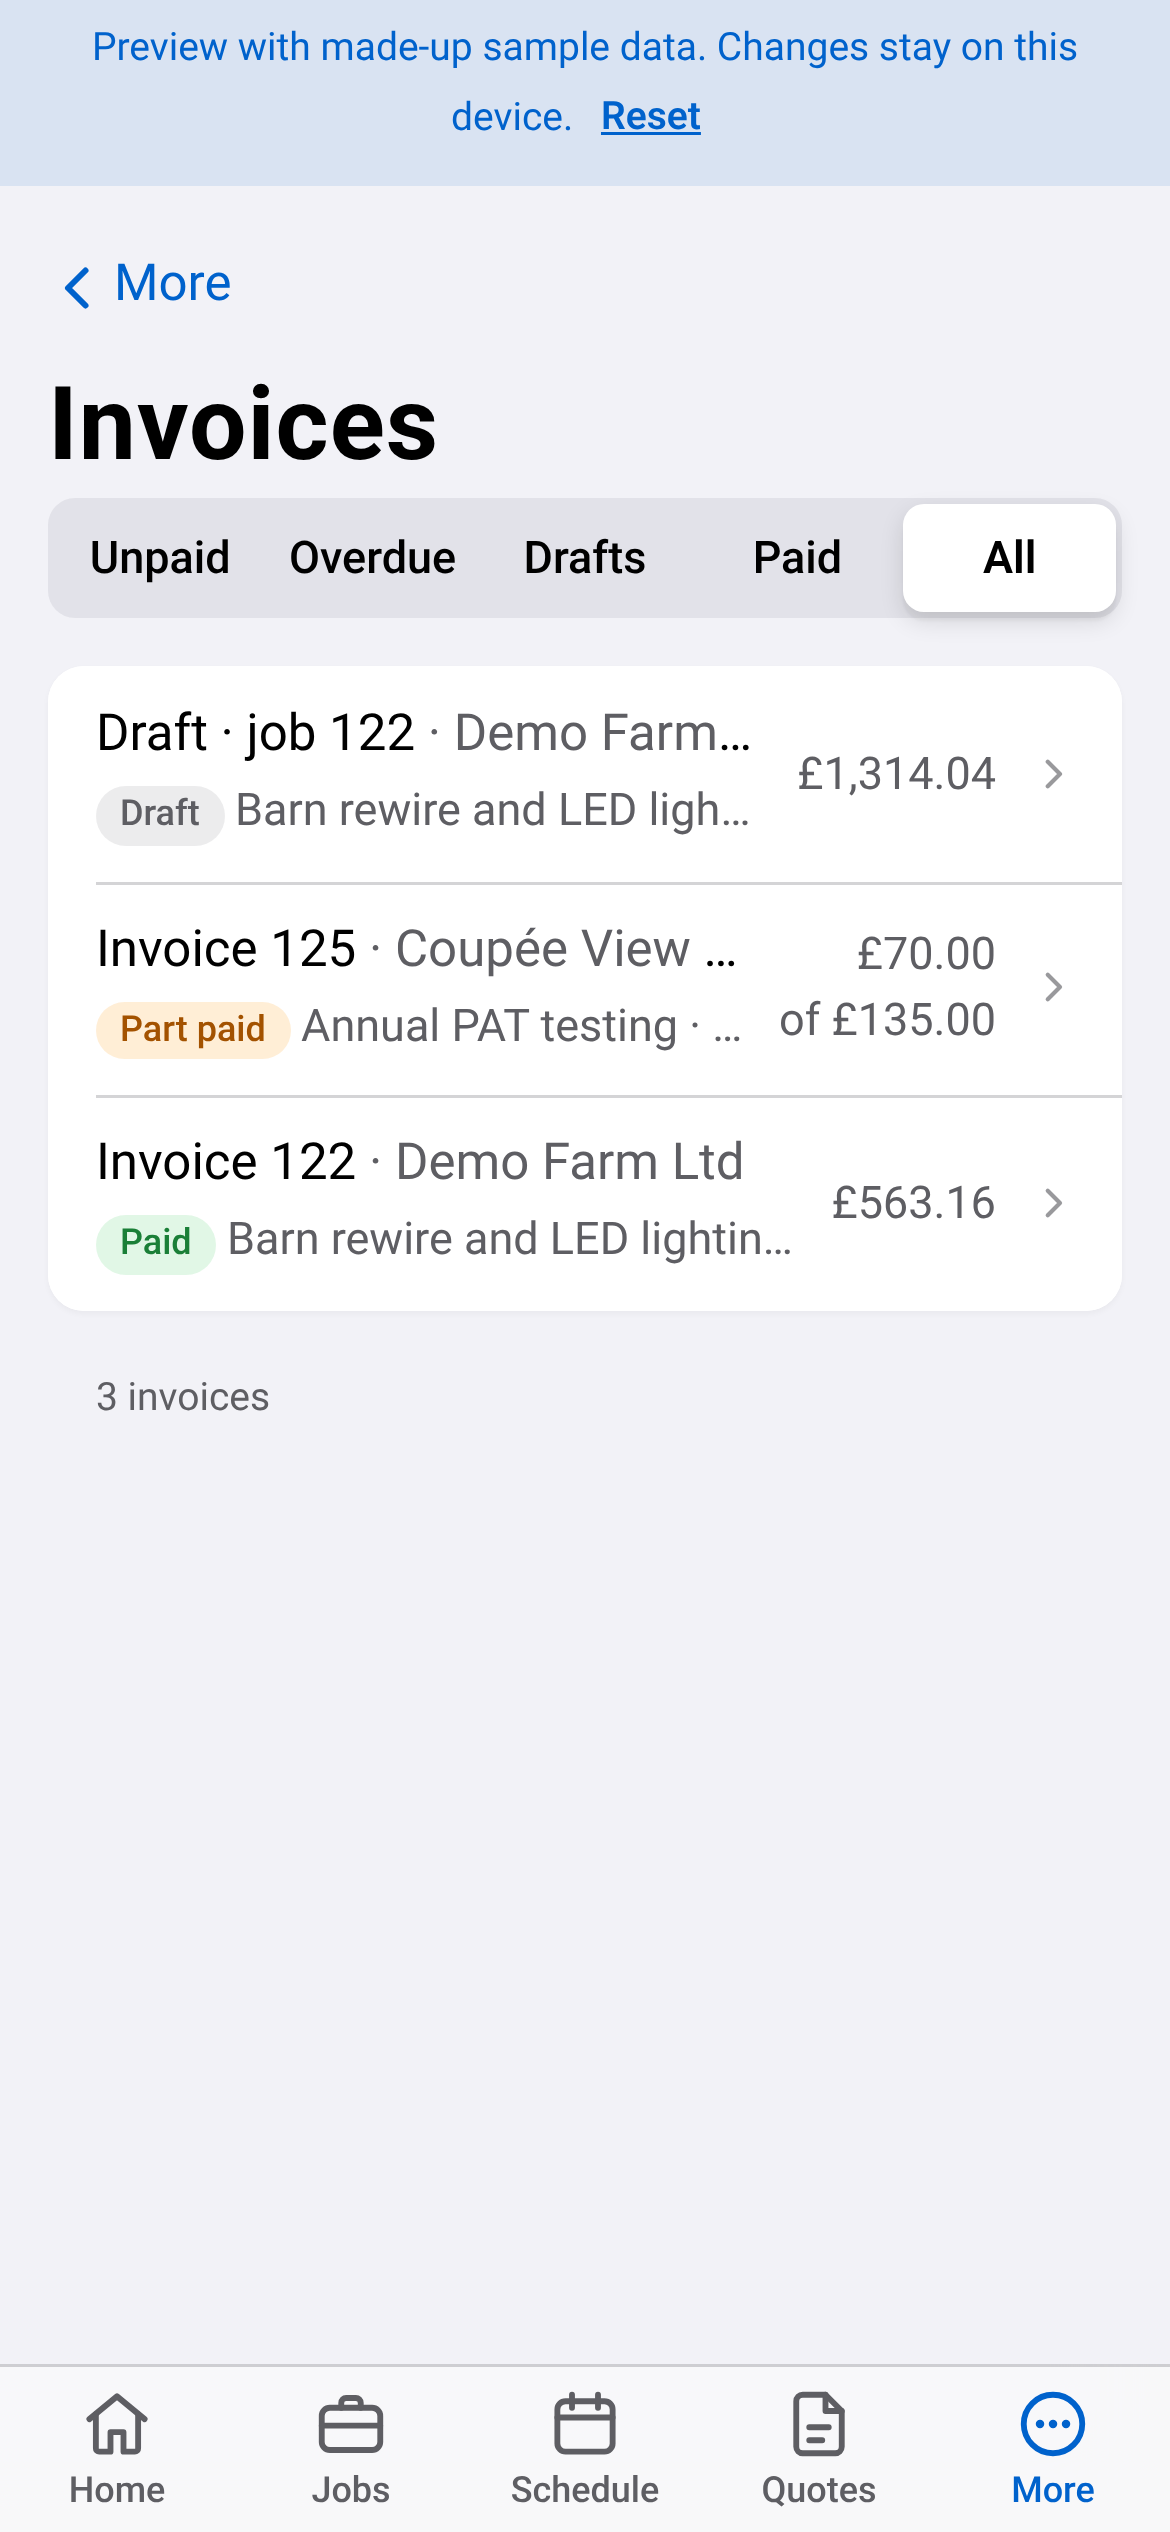 Preview with made-up sample data. Changes stay on this
device. Reset
More
Invoices
Unpaid Overdue Drafts Paid All
Draft · job 122 · Demo Farm...
£1,314.04
Draft Barn rewire and LED ligh...
Invoice 125 · Coupée View ...
£70.00
Part paid Annual PAT testing · ...
of £135.00
Invoice 122 · Demo Farm Ltd
£563.16
Paid Barn rewire and LED lightin...
3 invoices
Home Jobs Schedule Quotes More